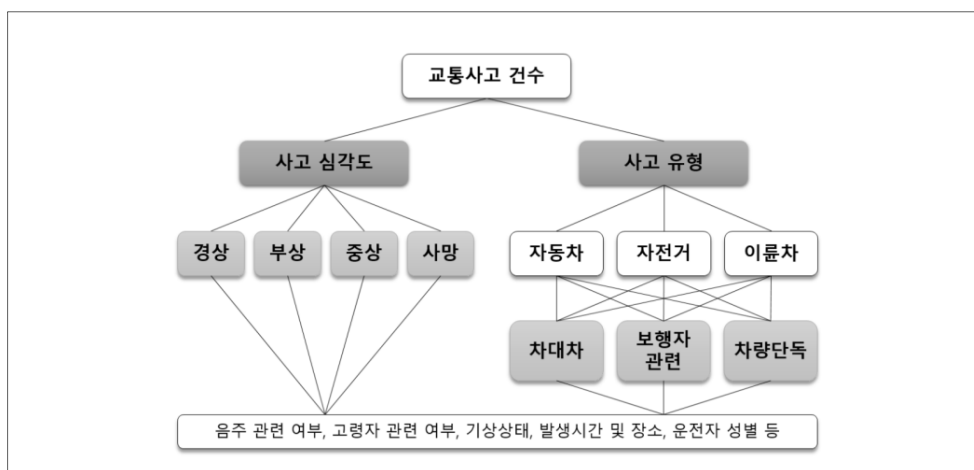 교통사고 건수
사고 심각도 사고 유형
경상 부상 중상 사망 자동차 자전거 이륜차
차대차 보행자 관련 차량단독
음주 관련 여부, 고령자 관련 여부, 기상상태, 발생시간 및 장소, 운전자 성별 등